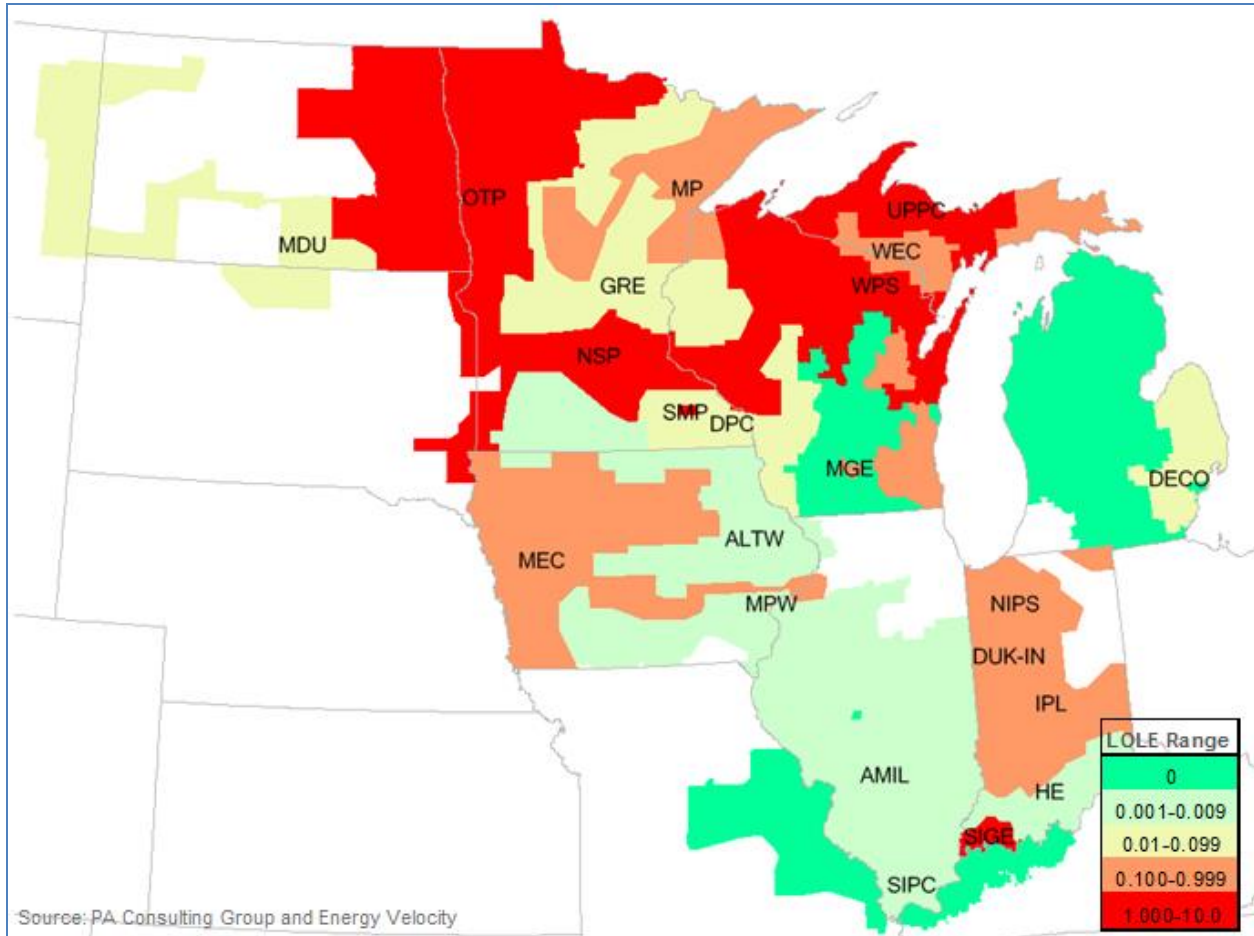 OTP
MP
UPPC
MDU
WEC
GRE
WPS
NSP
SMP
DPC
MGE
DECO
ALTW
MEC
MPW
NIPS
DUK-IN
IPL
LOLE Range
0
0.001-0.009
0.01-0.099
0.100-0.999
1.000-10.0
AMIL
HE
SIGE
SIPC
Source: PA Consulting Group and Energy Velocity